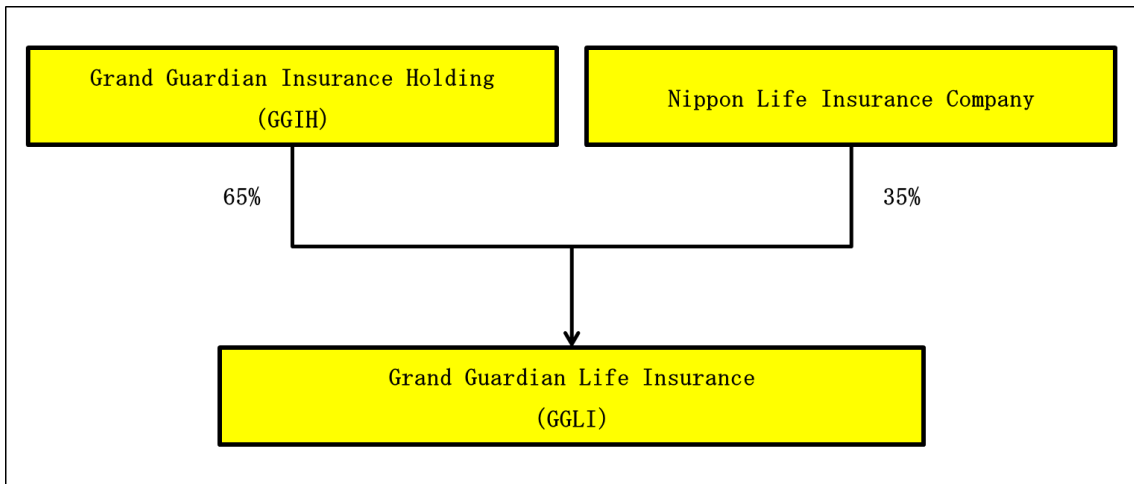 Grand Guardian Insurance Holding
(GGIH)
Nippon Life Insurance Company
65%
35%
Grand Guardian Life Insurance
(GGLI)